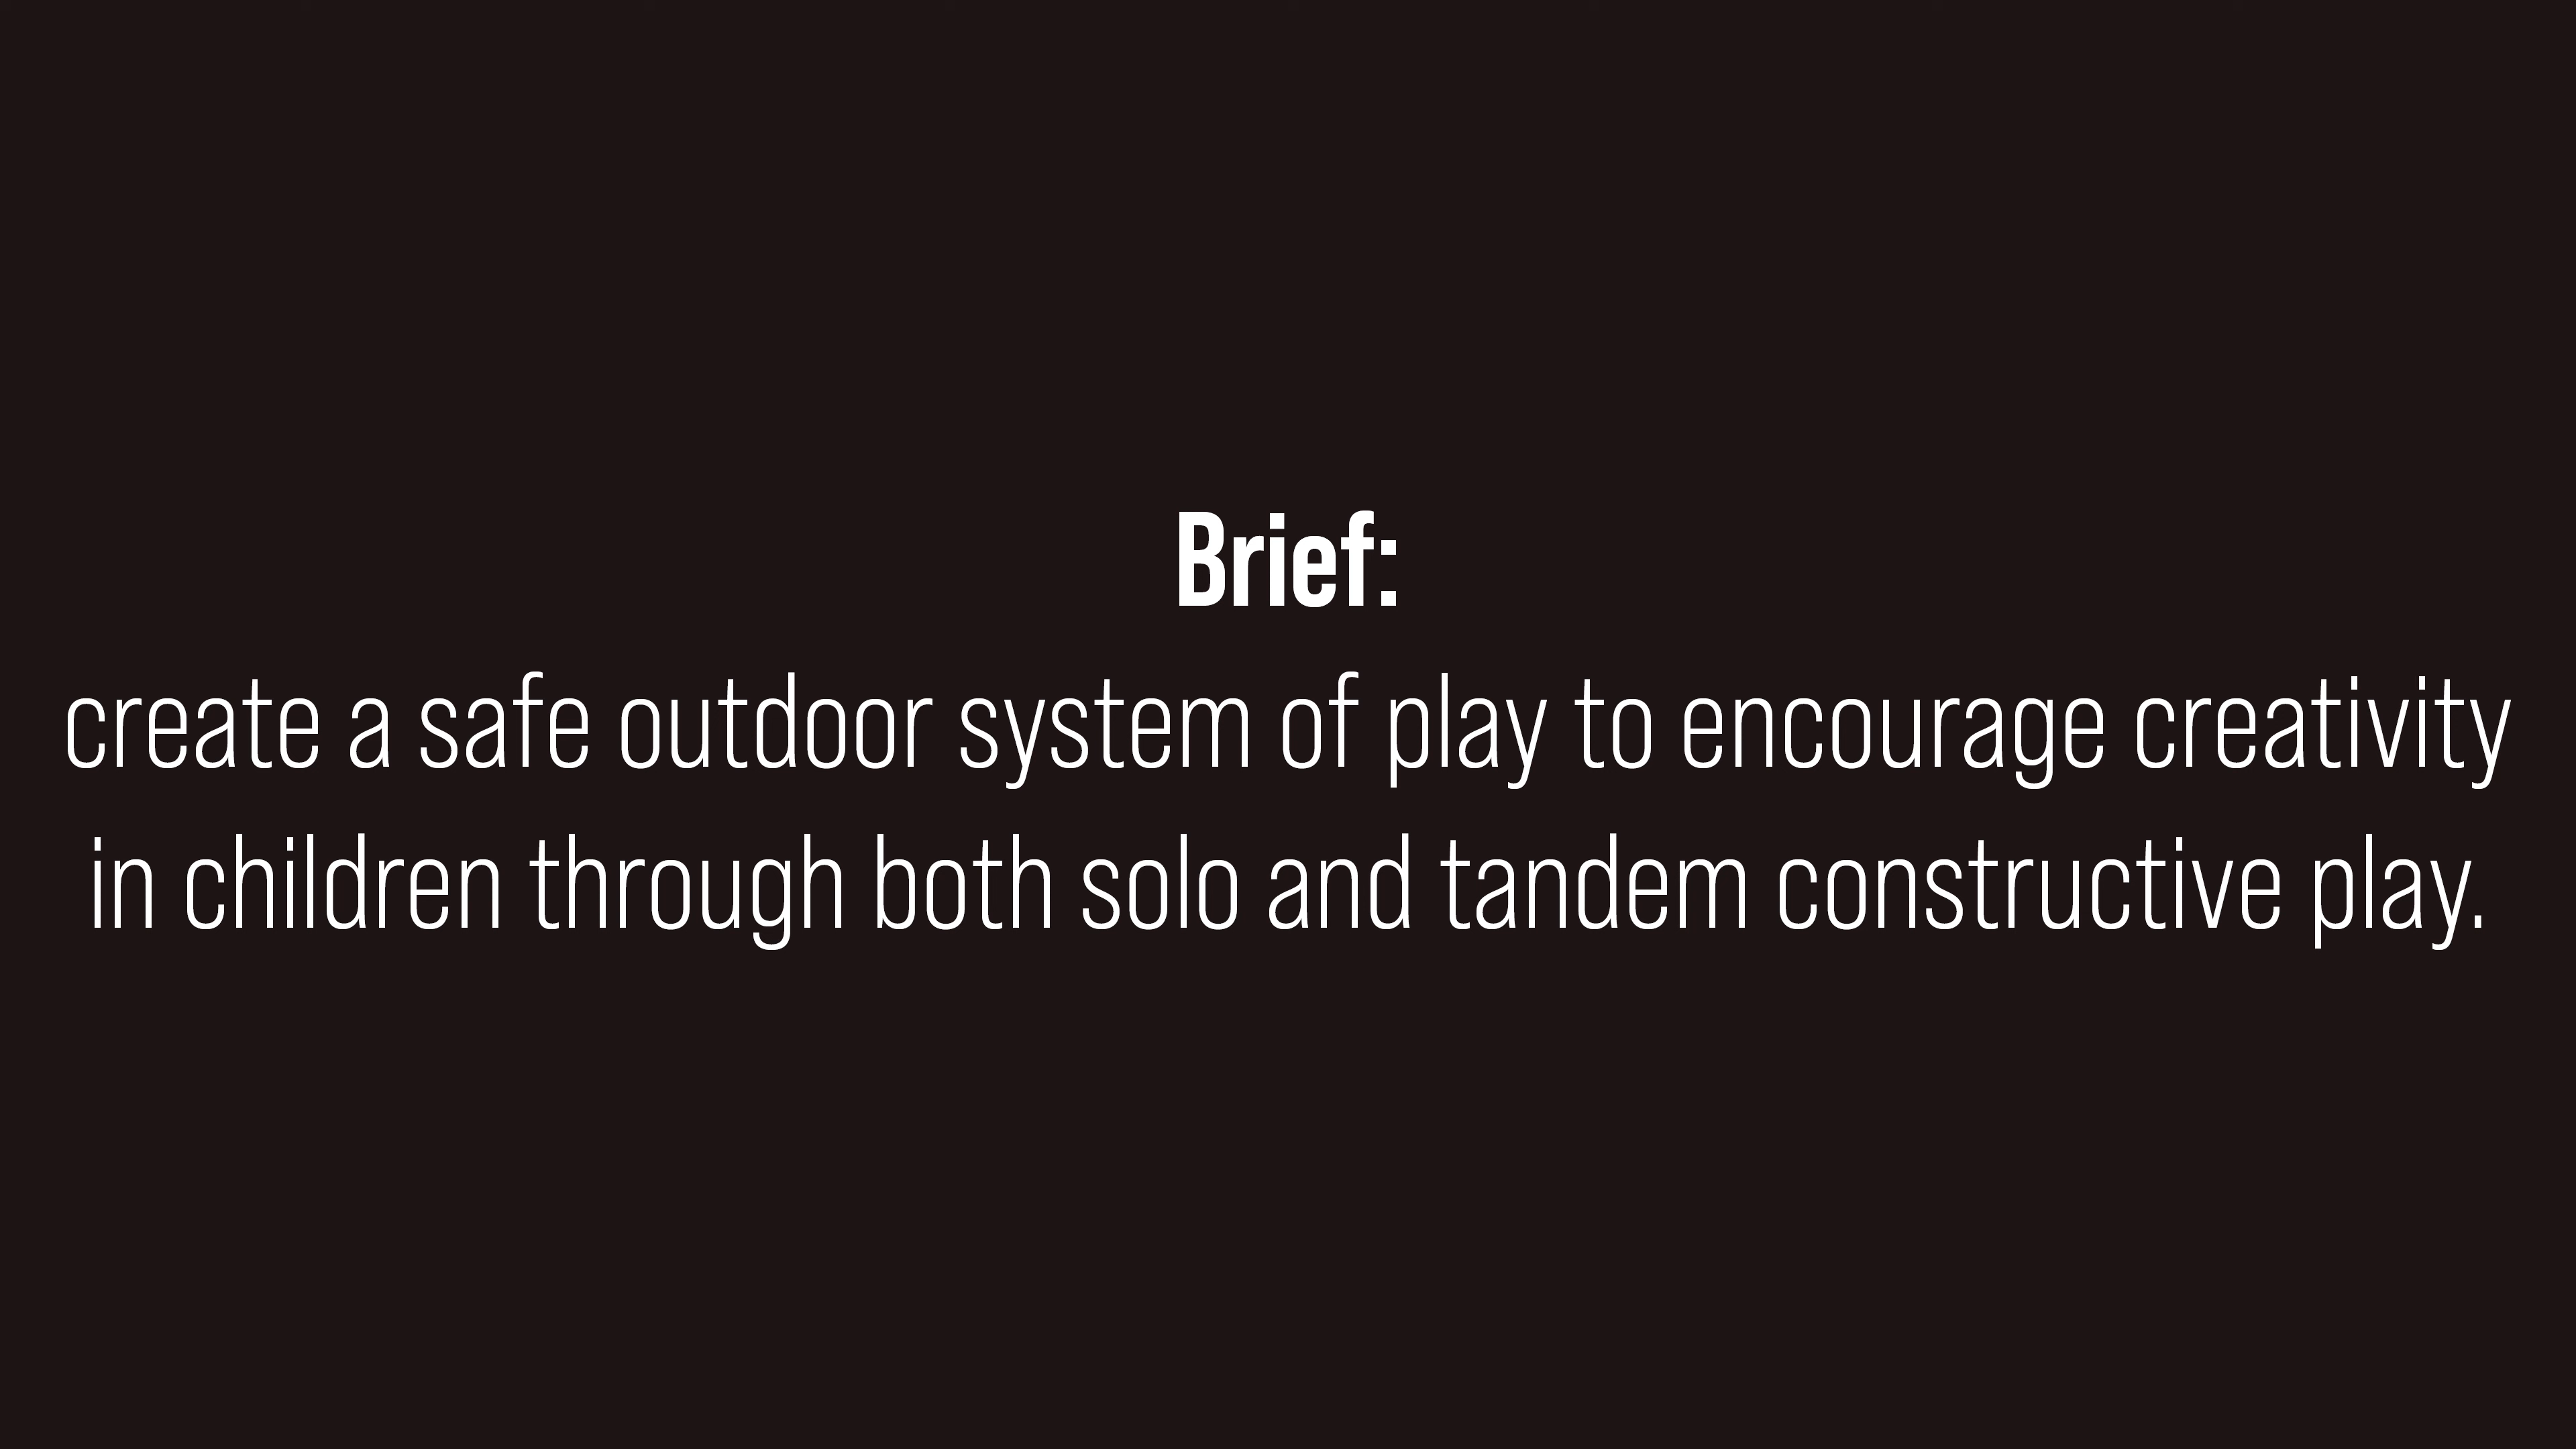 Brief:
create a safe outdoor system of play to encourage creativity
in children through both solo and tandem constructive play.